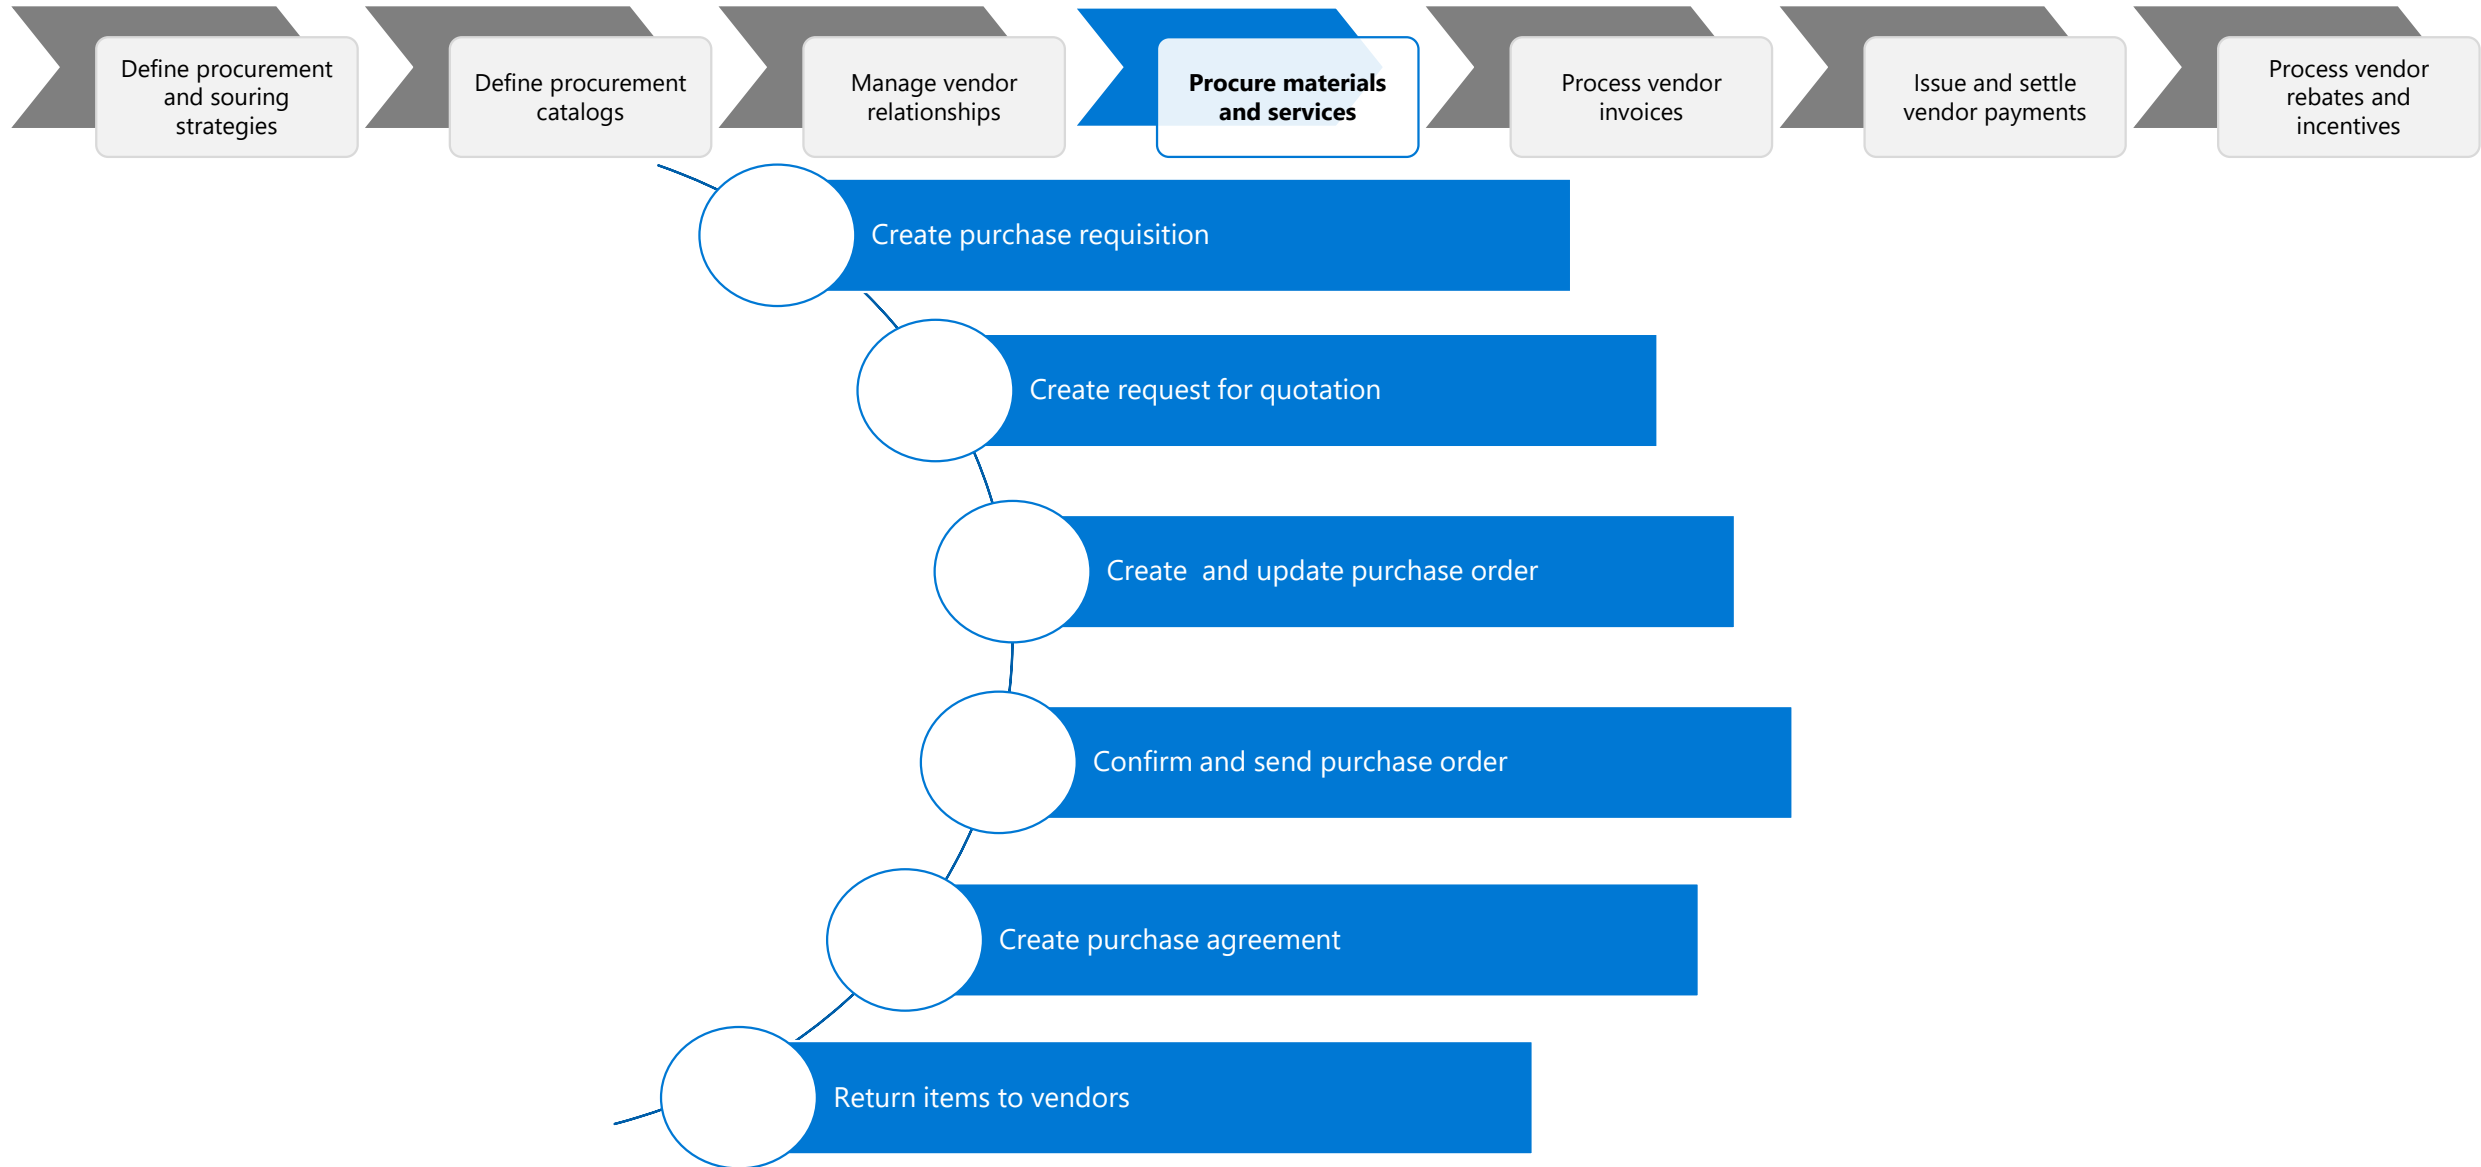 Define procurement
and souring
strategies
Define procurement
catalogs
Manage vendor
relationships
Procure materials
and services
Process vendor
invoices
Issue and settle
vendor payments
Process vendor
rebates and
incentives
Create purchase requisition
Create request for quotation
Create  and update purchase order
Confirm and send purchase order
Create purchase agreement
Return items to vendors